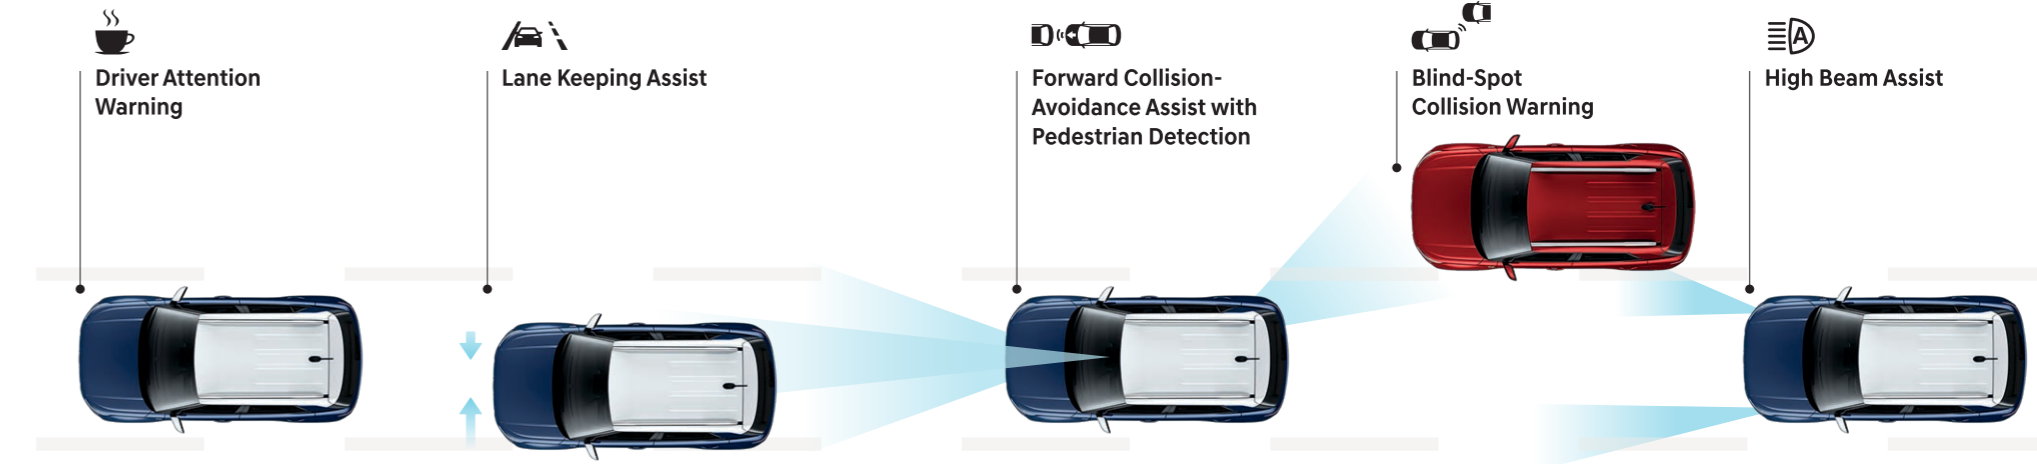 Driver Attention
Warning
Lane Keeping Assist
Forward Collision-
Avoidance Assist with
Pedestrian Detection
Blind-Spot
Collision Warning
A
High Beam Assist